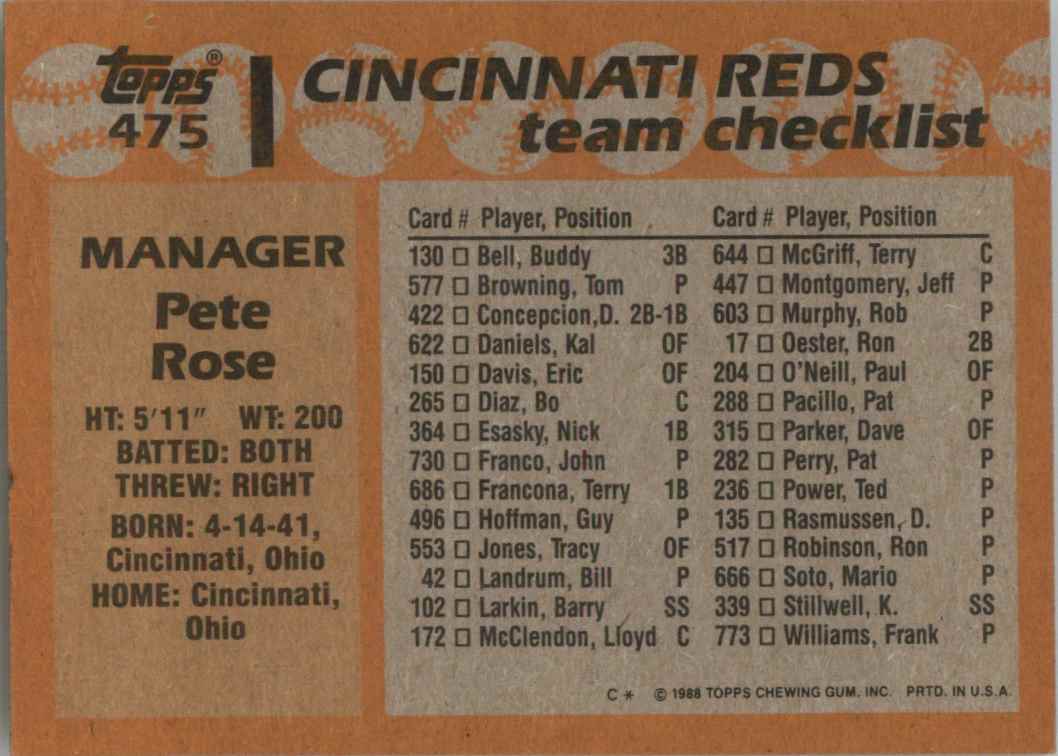 topps®
475
CINCINNATI REDS
team checklist
MANAGER
Pete
Rose
HT: 5'11" WT: 200
BATTED: BOTH
THREW: RIGHT
BORN: 4-14-41,
Cincinnati, Ohio
HOME: Cincinnati,
Ohio
Card # Player, Position
130 □ Bell, Buddy 3B
577 □ Browning, Tom P
422 □ Concepcion,D. 2B-1B
622 □ Daniels, Kal OF
150 □ Davis, Eric OF
265 □ Diaz, Bo C
364 □ Esasky, Nick 1B
730 □ Franco, John P
686 □ Francona, Terry 1B
496 □ Hoffman, Guy P
553 □ Jones, Tracy OF
42 □ Landrum, Bill P
102 □ Larkin, Barry SS
172 □ McClendon, Lloyd C
Card # Player, Position
644 □ McGriff, Terry C
447 □ Montgomery, Jeff P
603 □ Murphy, Rob P
17 □ Oester, Ron 2B
204 □ O'Neill, Paul OF
288 □ Pacillo, Pat P
315 □ Parker, Dave OF
282 □ Perry, Pat P
236 □ Power, Ted P
135 □ Rasmussen, D. P
517 □ Robinson, Ron P
666 □ Soto, Mario P
339 □ Stillwell, K. SS
773 □ Williams, Frank P
C * © 1988 TOPPS CHEWING GUM. INC. PRTD. IN U.S.A.